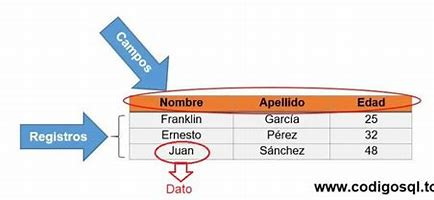 Campos
Nombre Apellido Edad
Franklin García 25
Registros
Ernesto Pérez 32
Juan Sánchez 48
Dato
www.codigosql.to